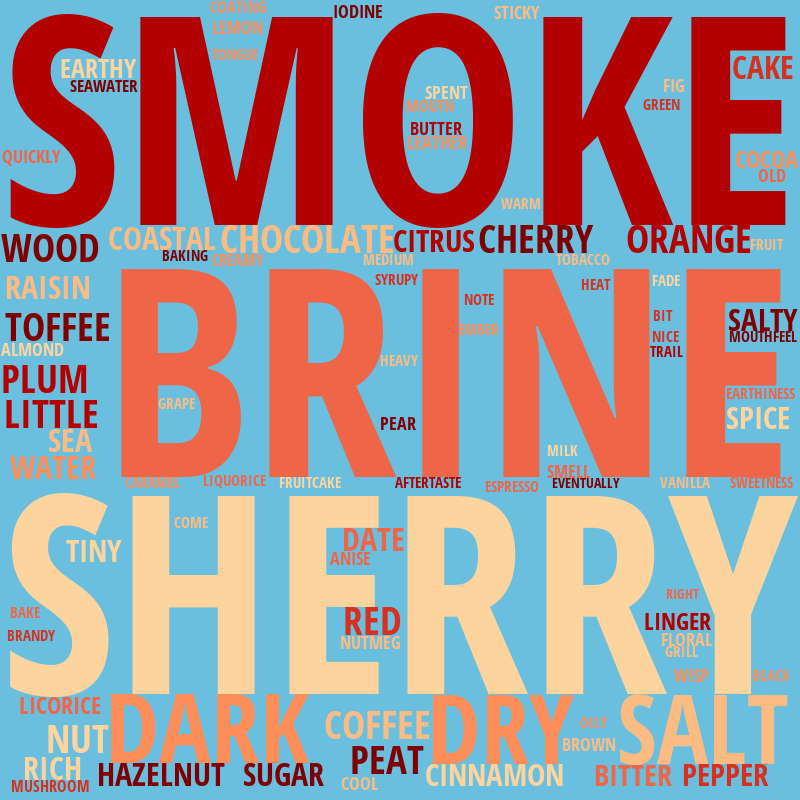 COATING
IODINE
STICKY
LEMON
SMOKE
TONGUE
EARTHY
CAKE
SEAWATER
SPENT
FIG
MOUTH
GREEN
BUTTER
LEATHER
QUICKLY
COCOA
OLD
WARM
WOOD
COASTAL
CHOCOLATE
CITRUS
CHERRY
ORANGE
FRUIT
BAKING
CREAMY
MEDIUM
TOBACCO
RAISIN
SYRUPY
HEAT
FADE
BRINE
NOTE
TOFFEE
EMBER
BIT
SALTY
NICE
MOUTHFEEL
ALMOND
TRAIL
HEAVY
PLUM
EARTHINESS
GRAPE
LITTLE
PEAR
SPICE
SEA
MILK
WATER
SMELL
CARAMEL
LIQUORICE
FRUITCAKE
AFTERTASTE
ESPRESSO
EVENTUALLY
VANILLA
SWEETNESS
SHERRY
COME
TINY
DATE
ANISE
RIGHT
BAKE
RED
LINGER
BRANDY
NUTMEG
FLORAL
GRILL
WISP
BLACK
LICORICE
DARK
COFFEE
DRY
OILY
SALT
NUT
BROWN
PEAT
RICH
HAZELNUT
SUGAR
CINNAMON
BITTER
PEPPER
MUSHROOM
COOL